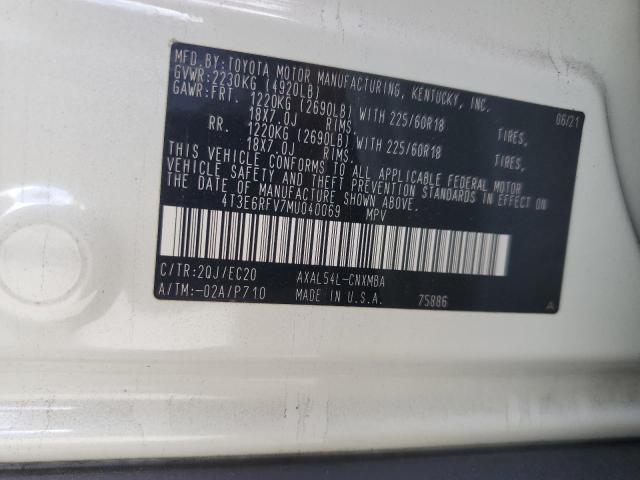 MFD.BY:TOYOTA MOTOR MANUFACTURING, KENTUCKY, INC. 06/21
GVWR:2230KG (4920LB)
GAWR:FRT. 1220KG (2690LB) WITH 225/60R18 TIRES,
18X7.0J RIMS.
RR. 1220KG (2690LB) WITH 225/60R18 TIRES,
18X7.0J RIMS.
THIS VEHICLE CONFORMS TO ALL APPLICABLE FEDERAL MOTOR
VEHICLE SAFETY AND THEFT PREVENTION STANDARDS IN EFFECT ON
THE DATE OF MANUFACTURE SHOWN ABOVE.
4T3E6RFV7MU040069 MPV
C/TR:2QJ/EC20 AXAL54L-CNXMBA
A/TM:-02A/P710 MADE IN U.S.A. 75886